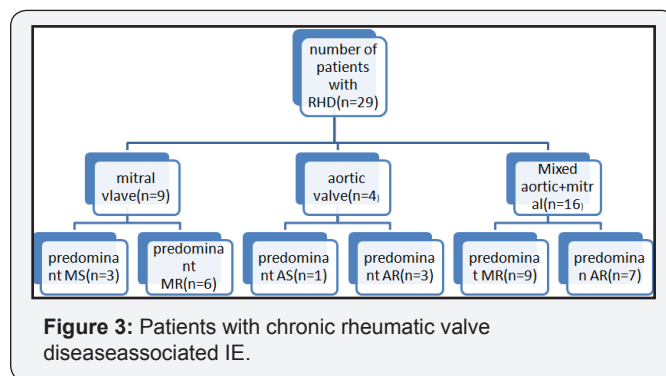 number of
patients
with
RHD(n=29)
mitral
vlave(n=9)
aortic
valve(n=4)
Mixed
aortic+mitr
al(n=16)
predomina
nt MS(n=3)
predomina
nt
MR(n=6)
predomina
nt AS(n=1)
predomina
nt AR(n=3)
predomina
t MR(n=9)
predomina
n AR(n=7)
Figure 3: Patients with chronic rheumatic valve
diseaseassociated IE.